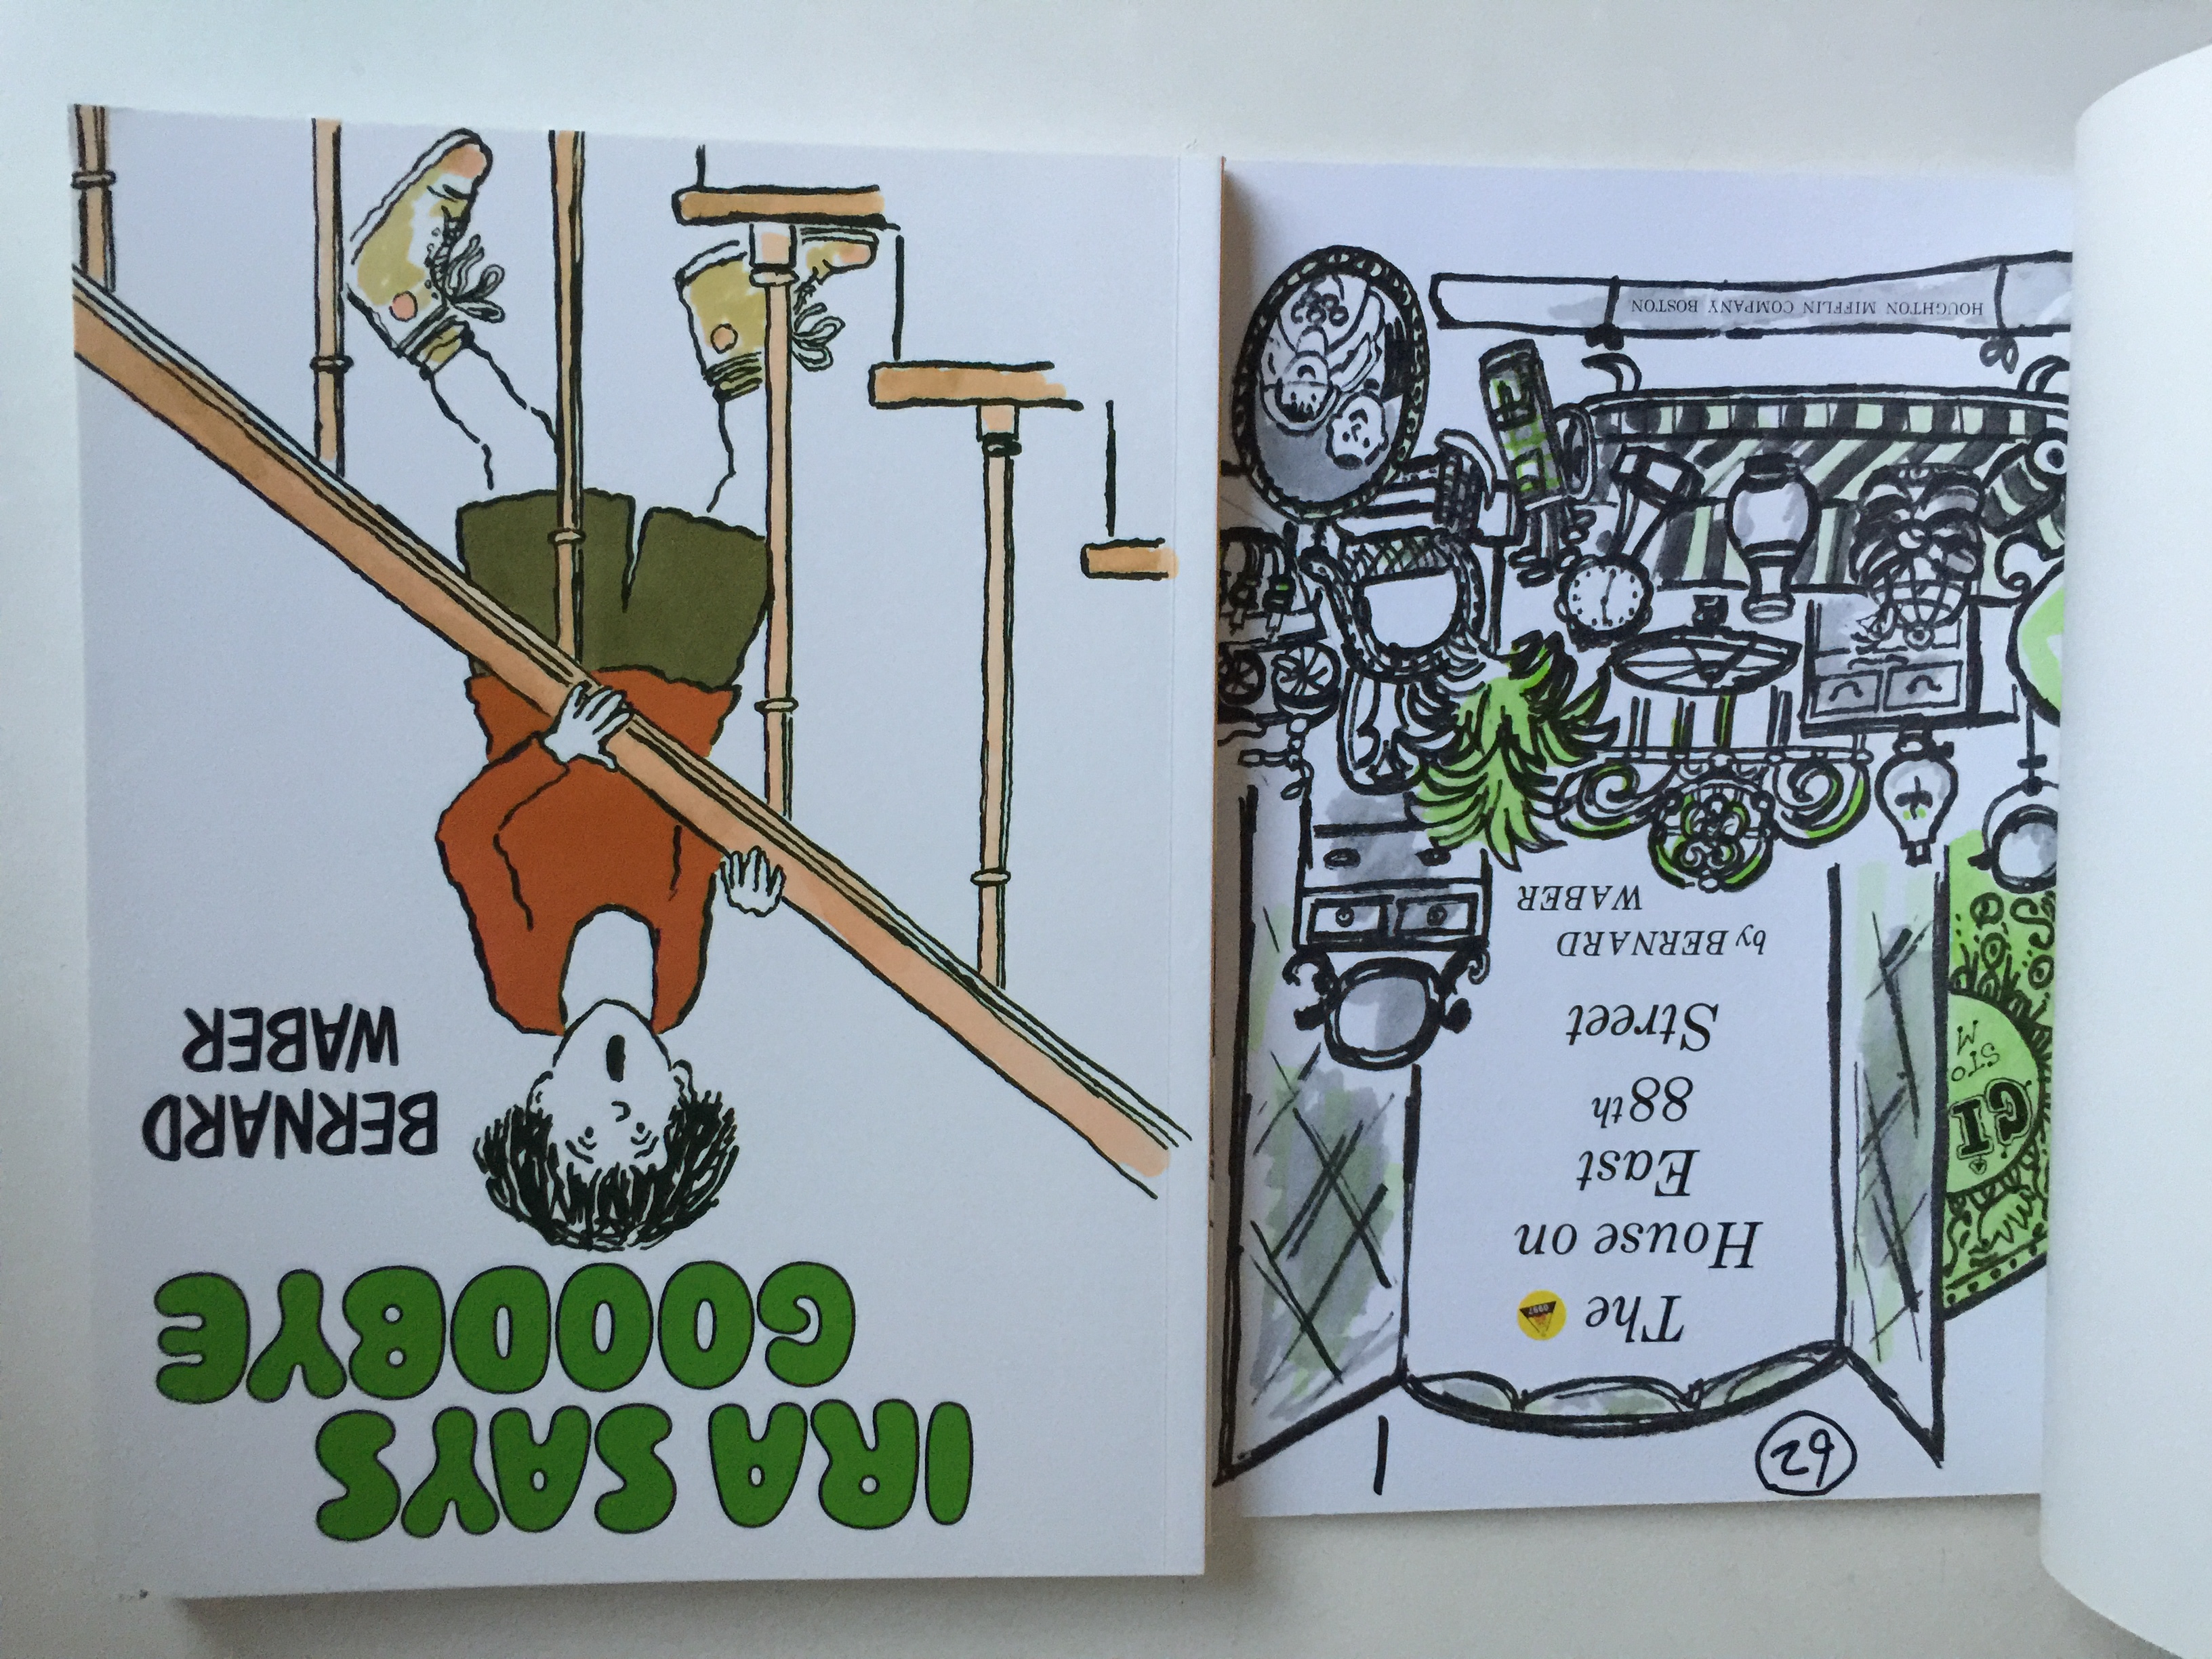 62
1
The
0997
House on
East
88th
Street
by BERNARD
WABER
CI
STO
M
HOUGHTON MIFFLIN COMPANY BOSTON
IRA SAYS
GOODBYE
BERNARD
WABER